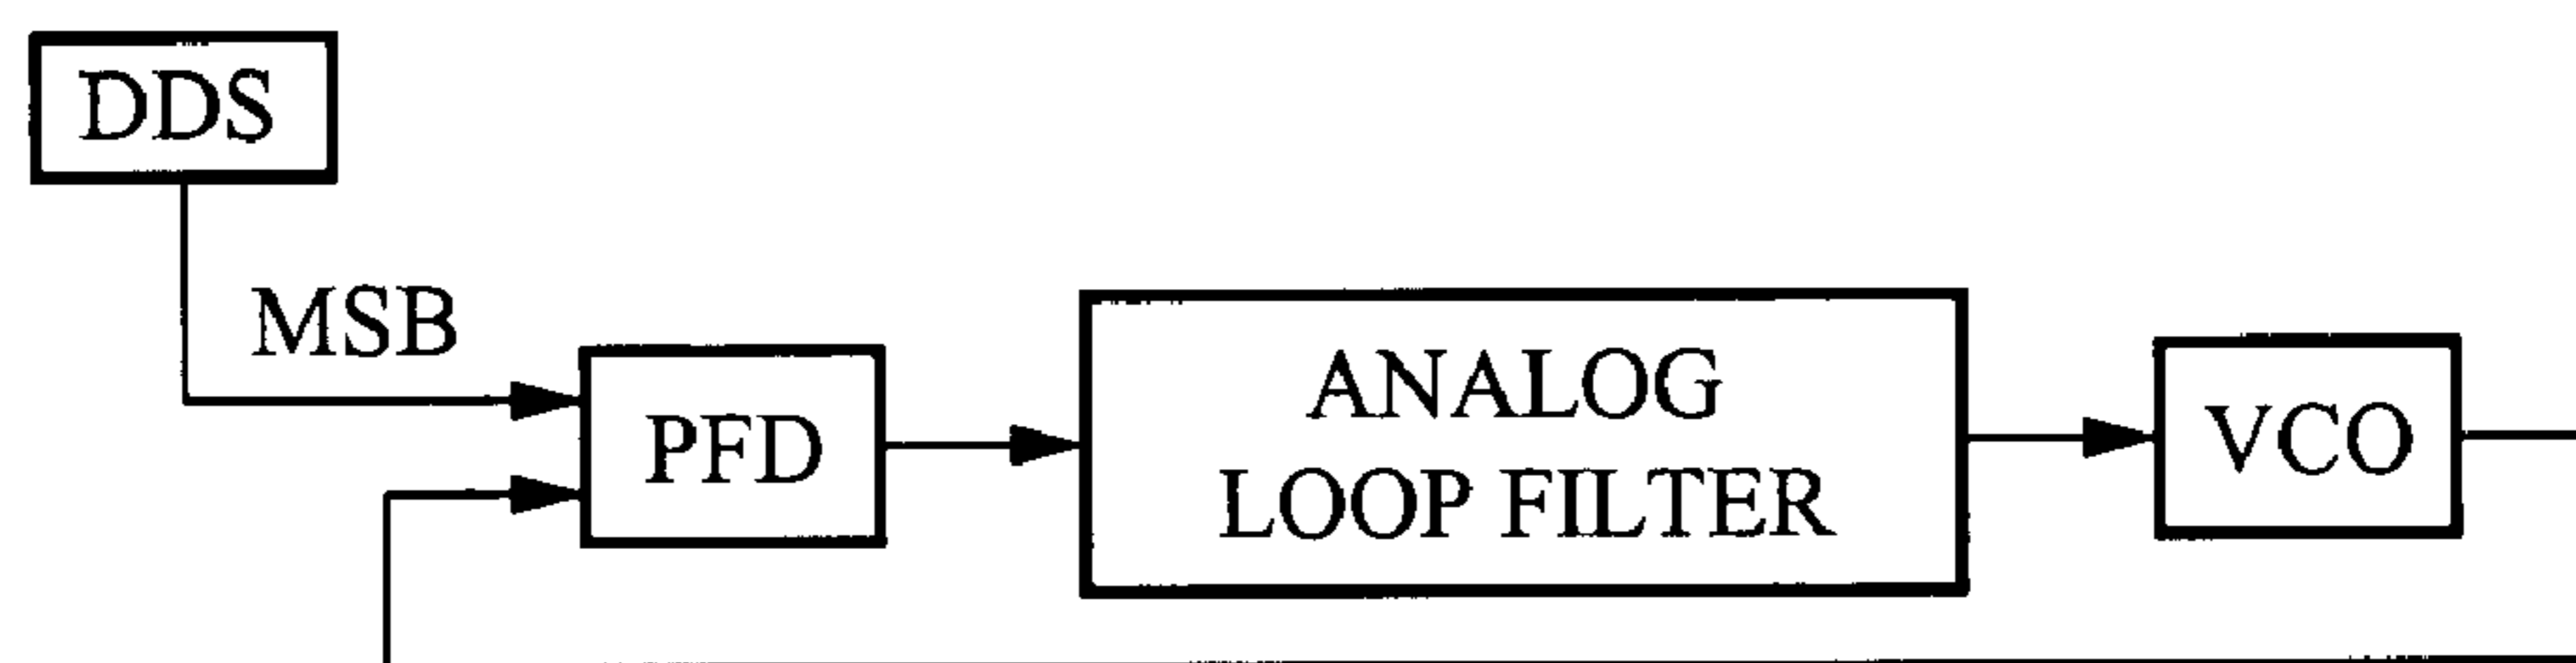 DDS
MSB
PFD
ANALOG
LOOP FILTER
VCO